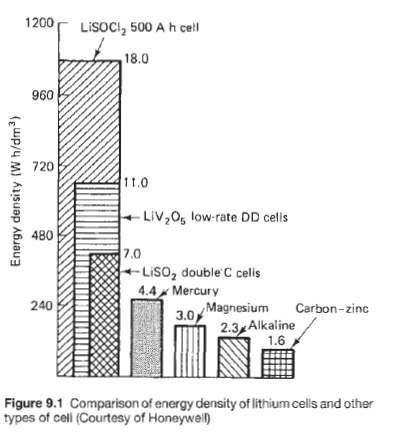 1200
LiSOCl₂ 500 A h cell
18.0
960
720
11.0
LiV₂O₅ low-rate DD cells
480
7.0
LiSO₂ double C cells
4.4 Mercury
240
3.0 Magnesium
2.3 Alkaline
Carbon-zinc
1.6
Energy density (W h/dm³)
Figure 9.1 Comparison of energy density of lithium cells and other
types of cell (Courtesy of Honeywell)